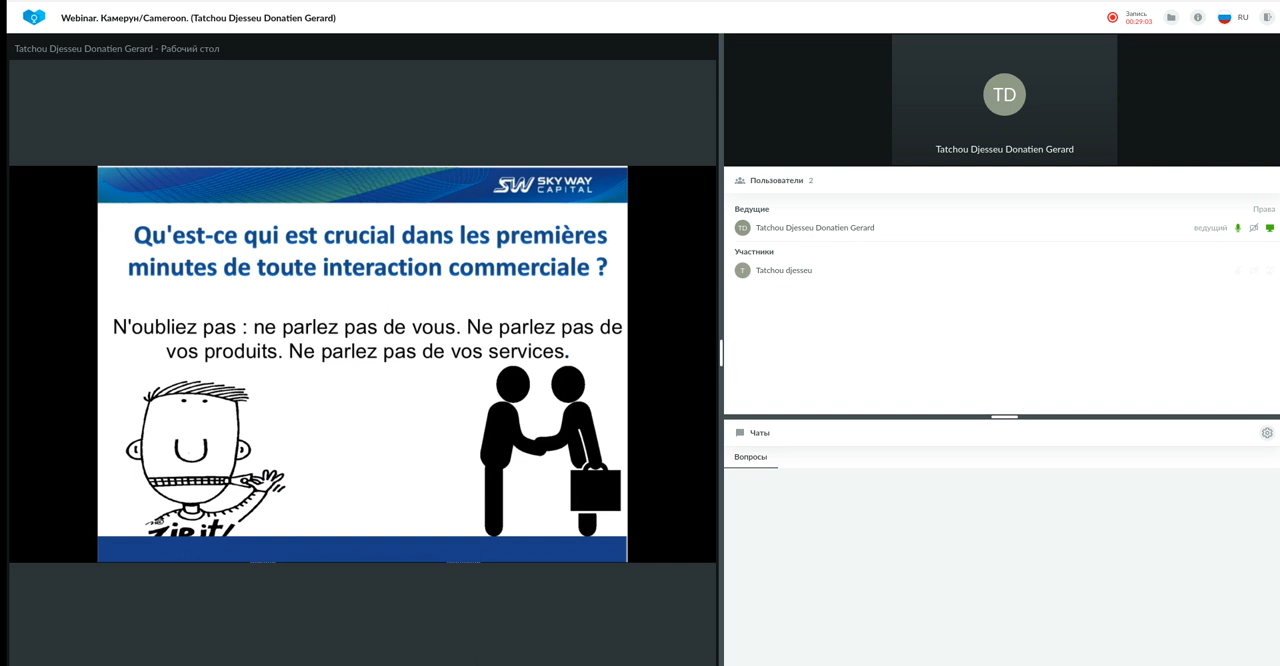 Webinar. Камерун/Cameroon. (Tatchou Djesseu Donatien Gerard)
Запись
00:29:03
RU
Tatchou Djesseu Donatien Gerard - Рабочий стол
SW SKY WAY
CAPITAL
Qu'est-ce qui est crucial dans les premières
minutes de toute interaction commerciale ?
N'oubliez pas : ne parlez pas de vous. Ne parlez pas de
vos produits. Ne parlez pas de vos services.
ZIP it!
TD
Tatchou Djesseu Donatien Gerard
Пользователи 2
Ведущие Права
TD Tatchou Djesseu Donatien Gerard ведущий
Участники
T Tatchou djesseu
Чаты
Вопросы